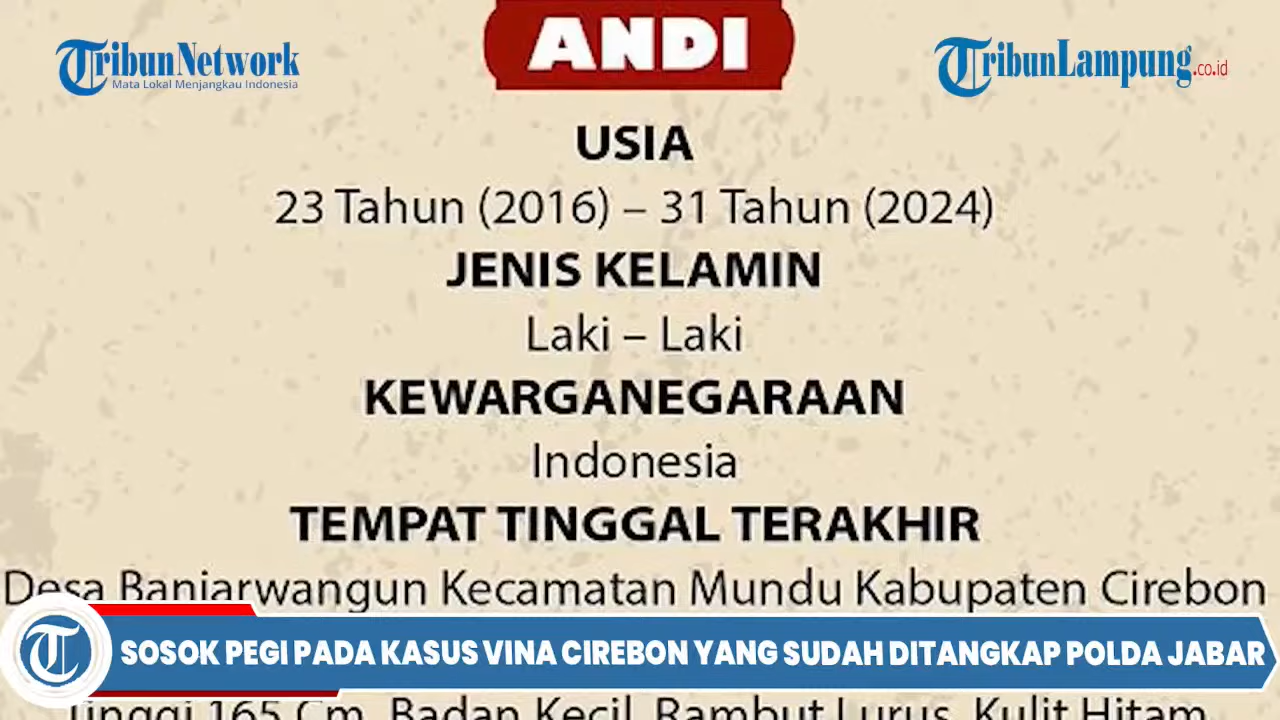 ANDI
TribunNetwork
Mata Lokal Menjangkau Indonesia
TribunLampung.co.id
USIA
23 Tahun (2016) – 31 Tahun (2024)
JENIS KELAMIN
Laki – Laki
KEWARGANEGARAAN
Indonesia
TEMPAT TINGGAL TERAKHIR
Desa Banjarwangun Kecamatan Mundu Kabupaten Cirebon
T SOSOK PEGI PADA KASUS VINA CIREBON YANG SUDAH DITANGKAP POLDA JABAR
Tinggi 165 Cm, Badan Kecil, Rambut Lurus, Kulit Hitam